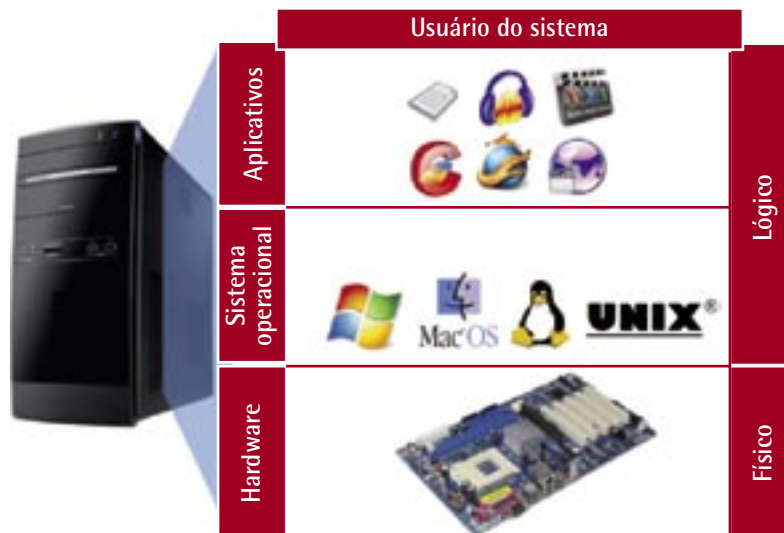 Usuário do sistema
Aplicativos
Lógico
Sistema
operacional
Mac OS
UNIX®
Hardware
Físico